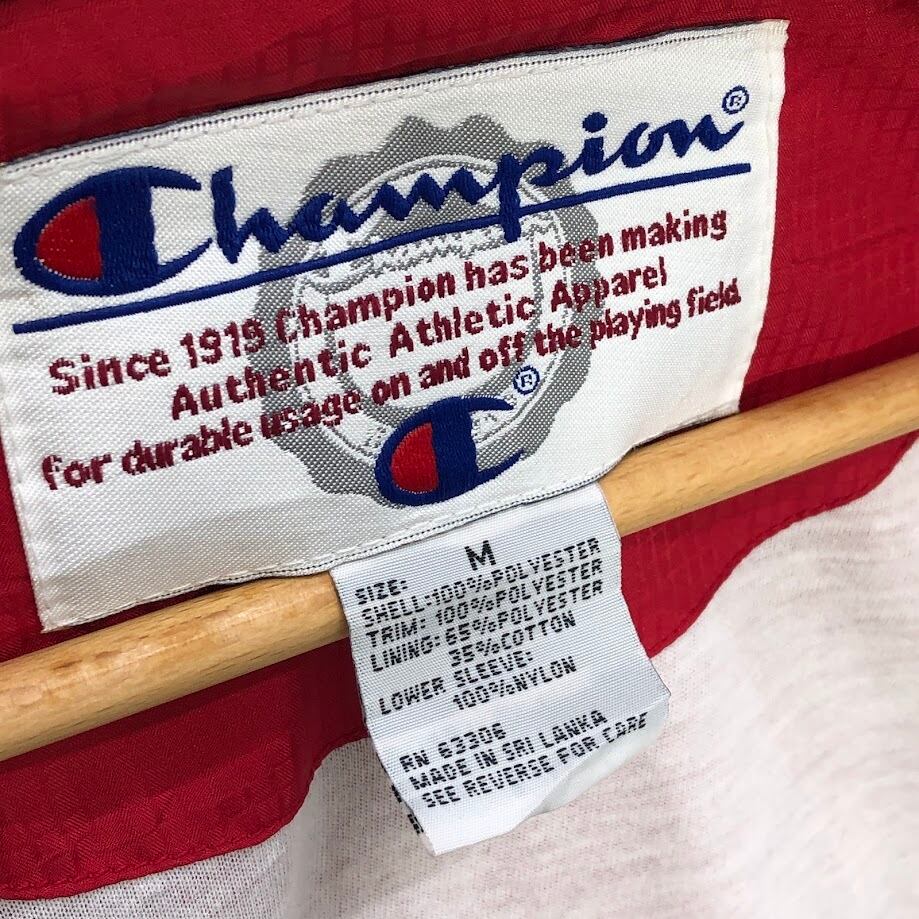 Champion®
Since 1919 Champion has been making
Authentic Athletic Apparel
for durable usage on and off the playing field.
®
M
SIZE:
SHELL-100%POLYESTER
TRIM: 100%POLYESTER
LINING: 65%POLYESTER
35%COTTON
LOWER SLEEVE:
100%NYLON
RN 63306
MADE IN SRI LANKA
SEE REVERSE FOR CARE